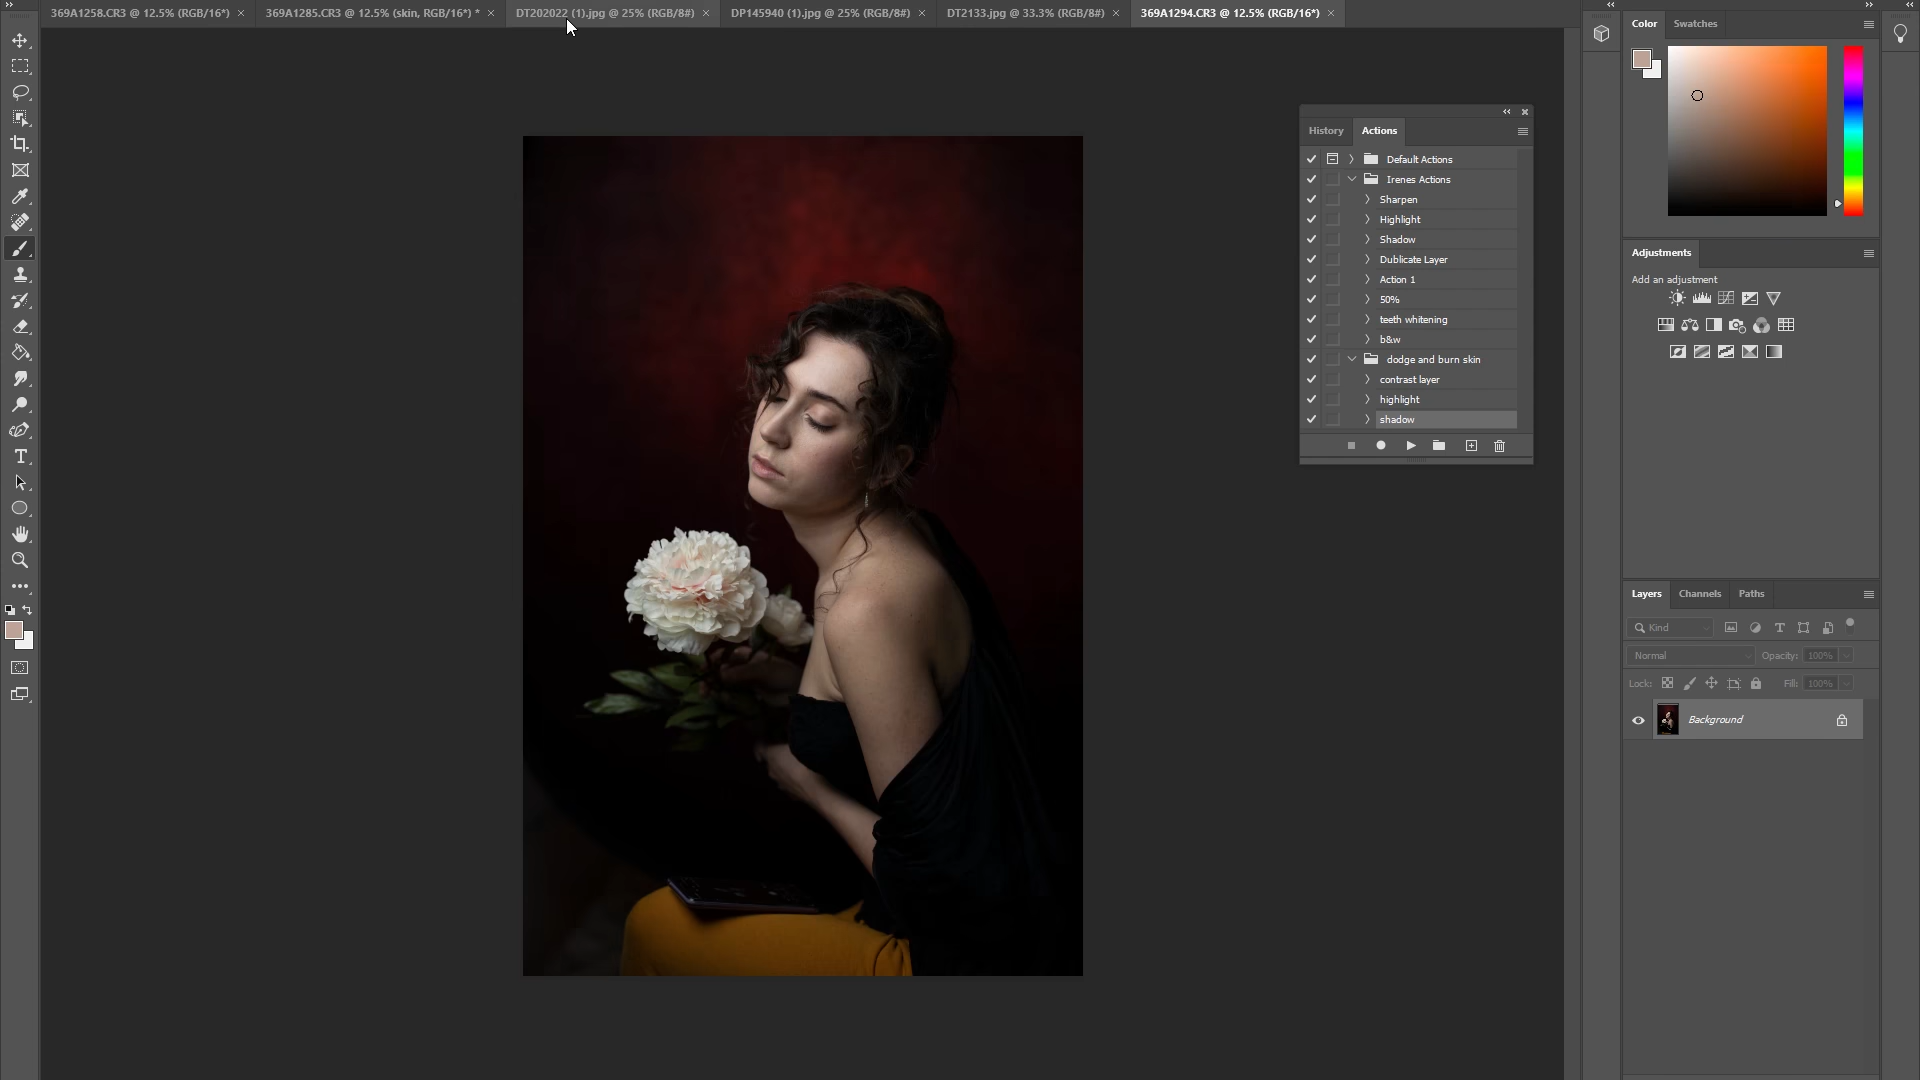 369A1258.CR3 @ 12.5% (RGB/16*)
369A1285.CR3 @ 12.5% (skin, RGB/16*) *
DT202022 (1).jpg @ 25% (RGB/8#)
DP145940 (1).jpg @ 25% (RGB/8#)
DT2133.jpg @ 33.3% (RGB/8#)
369A1294.CR3 @ 12.5% (RGB/16*)
History
Actions
Default Actions
Irenes Actions
Sharpen
Highlight
Shadow
Dublicate Layer
Action 1
50%
teeth whitening
b&w
dodge and burn skin
contrast layer
highlight
shadow
Color
Swatches
Adjustments
Add an adjustment
Layers
Channels
Paths
Kind
Normal
Opacity: 100%
Lock:
Fill: 100%
Background